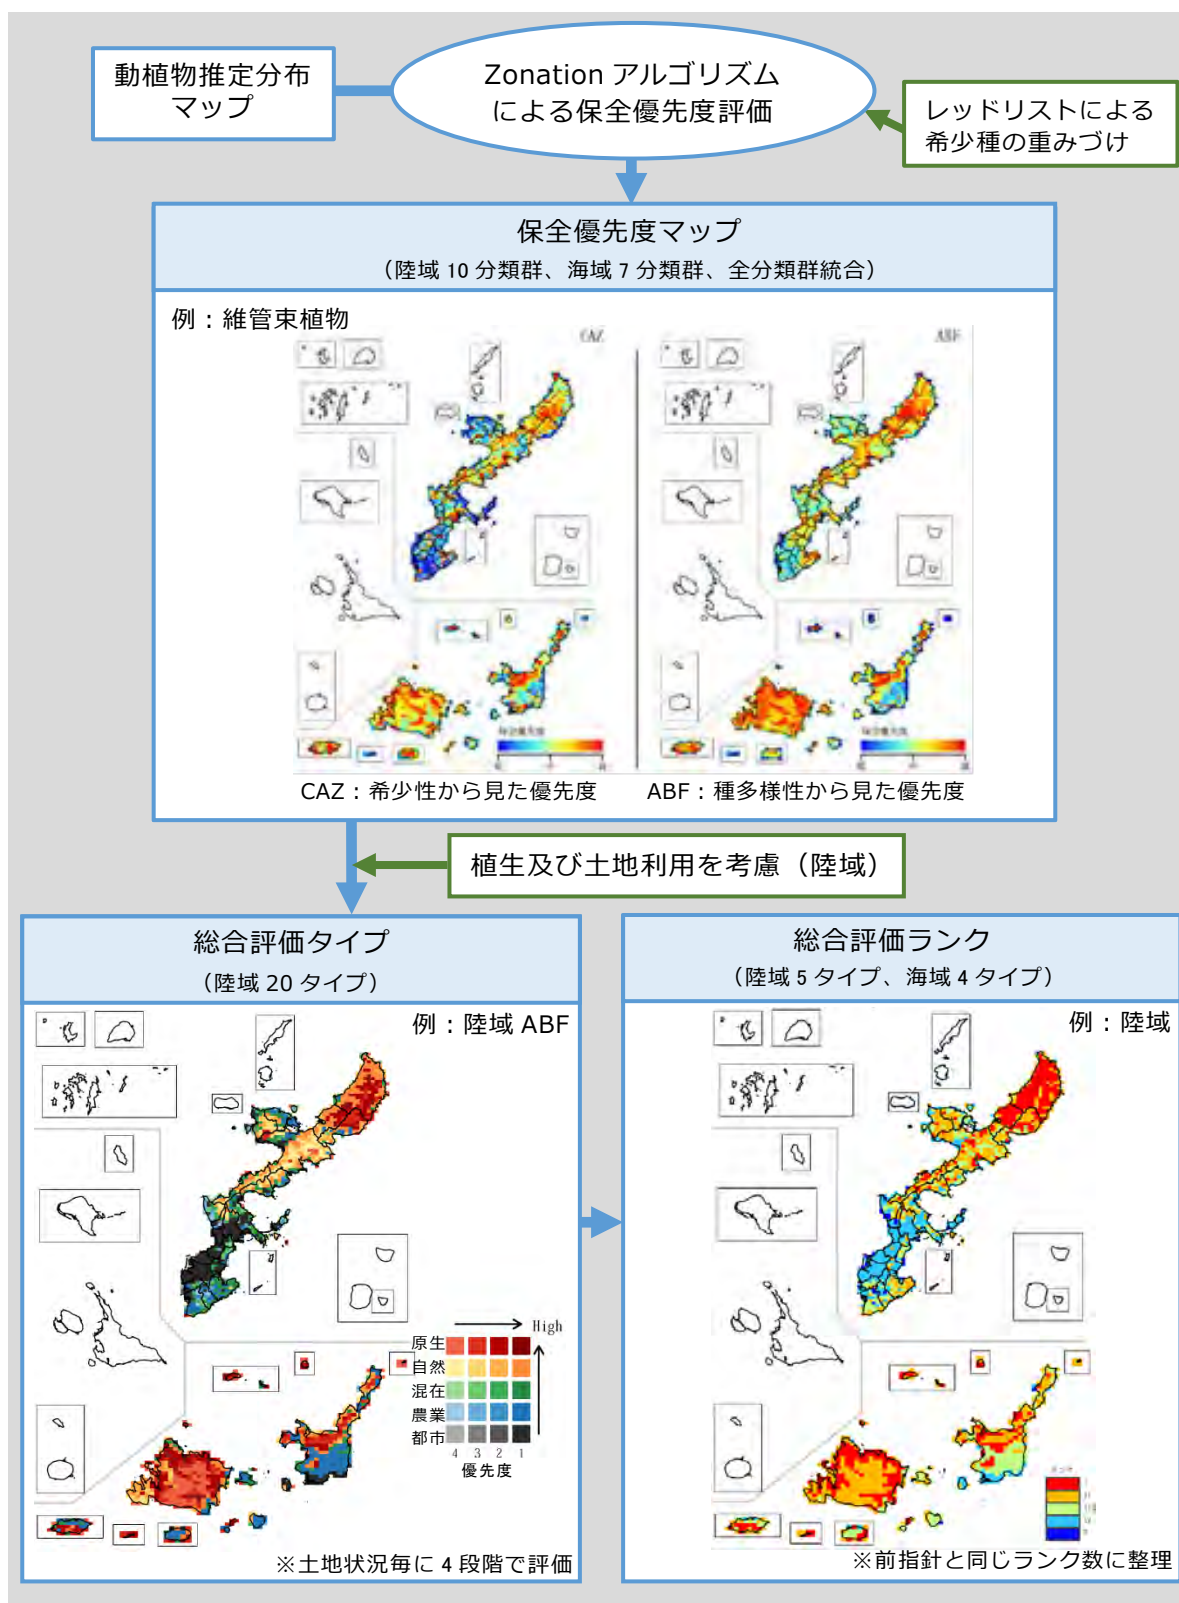 動植物推定分布
マップ
Zonation アルゴリズム
による保全優先度評価
レッドリストによる
希少種の重みづけ
保全優先度マップ
（陸域 10 分類群、海域 7 分類群、全分類群統合）
例：維管束植物
CAZ
ABF
保全優先度
CAZ：希少性から見た優先度
ABF：種多様性から見た優先度
植生及び土地利用を考慮（陸域）
総合評価タイプ
（陸域 20 タイプ）
例：陸域 ABF
High
原生
自然
混在
農業
都市
4 3 2 1
優先度
※土地状況毎に 4 段階で評価
総合評価ランク
（陸域 5 タイプ、海域 4 タイプ）
例：陸域
※前指針と同じランク数に整理